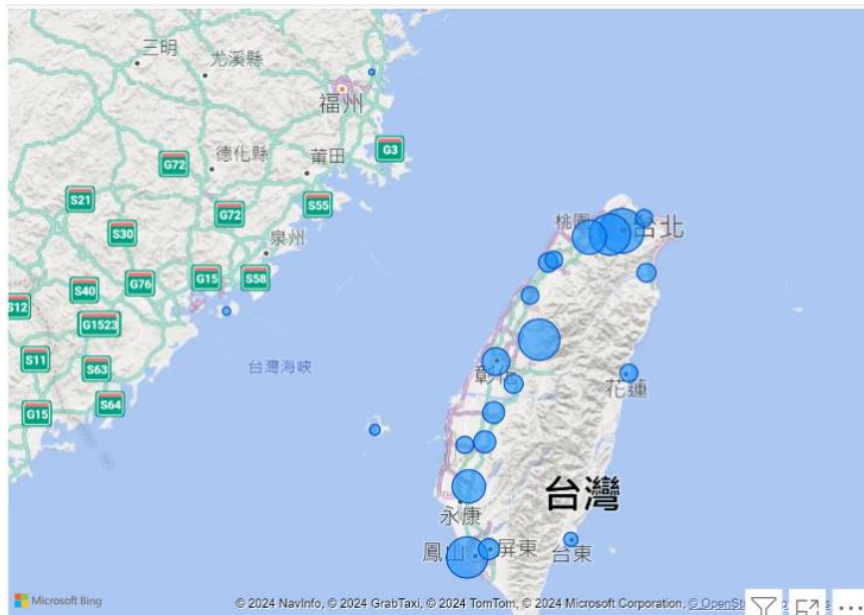 三明
尤溪縣
福州
G3
G72
德化縣
莆田
S21
S55
G72
S30
泉州
桃園
台北
G76
G15
S58
S40
S12
G1523
S11
台灣海峽
S63
彰化
花蓮
S64
G15
台灣
永康
鳳山
屏東
台東
Microsoft Bing
© 2024 NavInfo, © 2024 GrabTaxi, © 2024 TomTom, © 2024 Microsoft Corporation, ©